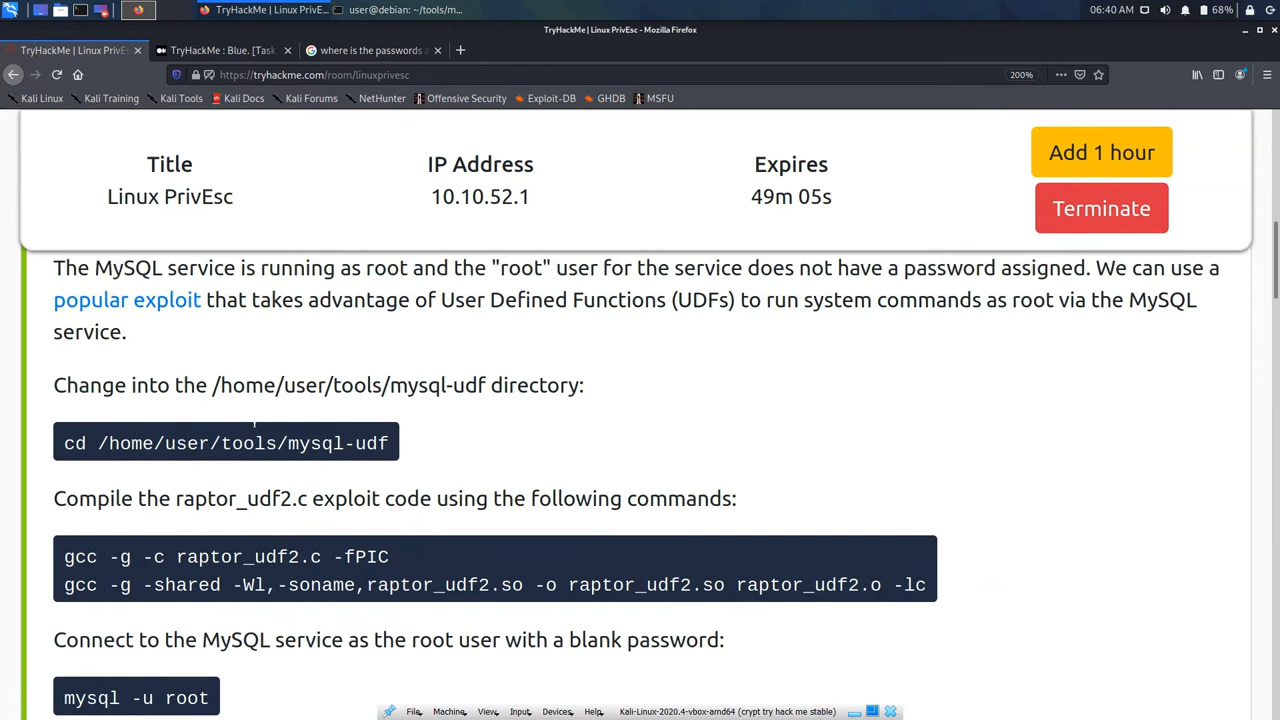 TryHackMe | Linux PrivE...
user@debian: ~/tools/m...
06:40 AM
68%
TryHackMe | Linux PrivEsc - Mozilla Firefox
TryHackMe | Linux PrivEs
TryHackMe : Blue. [Task
where is the passwords a
https://tryhackme.com/room/linuxprivesc
200%
Kali Linux
Kali Training
Kali Tools
Kali Docs
Kali Forums
NetHunter
Offensive Security
Exploit-DB
GHDB
MSFU
Title
IP Address
Expires
Add 1 hour
Linux PrivEsc
10.10.52.1
49m 05s
Terminate
The MySQL service is running as root and the "root" user for the service does not have a password assigned. We can use a
popular exploit that takes advantage of User Defined Functions (UDFs) to run system commands as root via the MySQL
service.
Change into the /home/user/tools/mysql-udf directory:
cd /home/user/tools/mysql-udf
Compile the raptor_udf2.c exploit code using the following commands:
gcc -g -c raptor_udf2.c -fPIC
gcc -g -shared -Wl,-soname,raptor_udf2.so -o raptor_udf2.so raptor_udf2.o -lc
Connect to the MySQL service as the root user with a blank password:
mysql -u root
File
Machine
View
Input
Devices
Help
Kali-Linux-2020.4-vbox-amd64 (crypt try hack me stable)